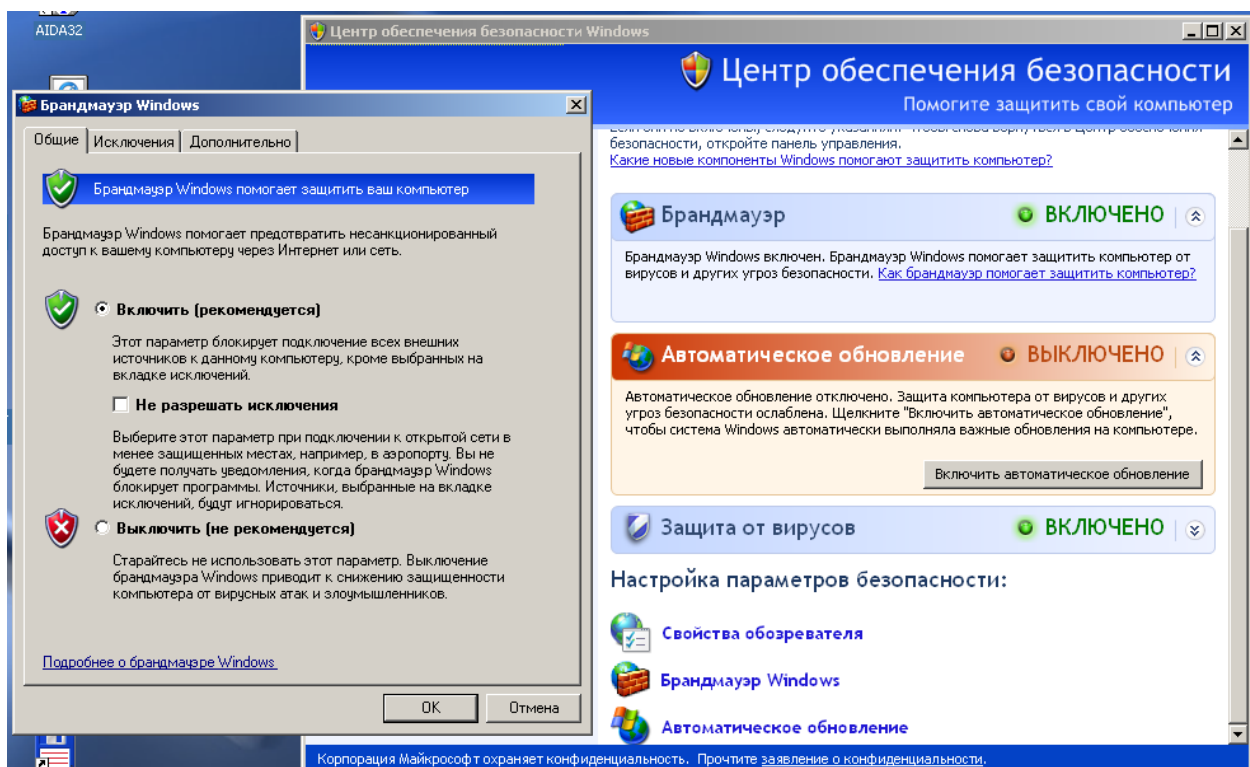 AIDA32
Центр обеспечения безопасности Windows
Центр обеспечения безопасности
Помогите защитить свой компьютер
безопасности, откройте панель управления.
Какие новые компоненты Windows помогают защитить компьютер?
Брандмауэр
ВКЛЮЧЕНО
Брандмауэр Windows включен. Брандмауэр Windows помогает защитить компьютер от
вирусов и других угроз безопасности. Как брандмауэр помогает защитить компьютер?
Автоматическое обновление
ВЫКЛЮЧЕНО
Автоматическое обновление отключено. Защита компьютера от вирусов и других
угроз безопасности ослаблена. Щелкните "Включить автоматическое обновление",
чтобы система Windows автоматически выполняла важные обновления на компьютере.
Включить автоматическое обновление
Защита от вирусов
ВКЛЮЧЕНО
Настройка параметров безопасности:
Свойства обозревателя
Брандмауэр Windows
Автоматическое обновление
Корпорация Майкрософт охраняет конфиденциальность. Прочтите заявление о конфиденциальности.
Брандмауэр Windows
Общие
Исключения
Дополнительно
Брандмауэр Windows помогает защитить ваш компьютер
Брандмауэр Windows помогает предотвратить несанкционированный
доступ к вашему компьютеру через Интернет или сеть.
Включить (рекомендуется)
Этот параметр блокирует подключение всех внешних
источников к данному компьютеру, кроме выбранных на
вкладке исключений.
Не разрешать исключения
Выберите этот параметр при подключении к открытой сети в
менее защищенных местах, например, в аэропорту. Вы не
будете получать уведомления, когда брандмауэр Windows
блокирует программы. Источники, выбранные на вкладке
исключений, будут игнорироваться.
Выключить (не рекомендуется)
Старайтесь не использовать этот параметр. Выключение
брандмауэра Windows приводит к снижению защищенности
компьютера от вирусных атак и злоумышленников.
Подробнее о брандмауэре Windows
OK
Отмена